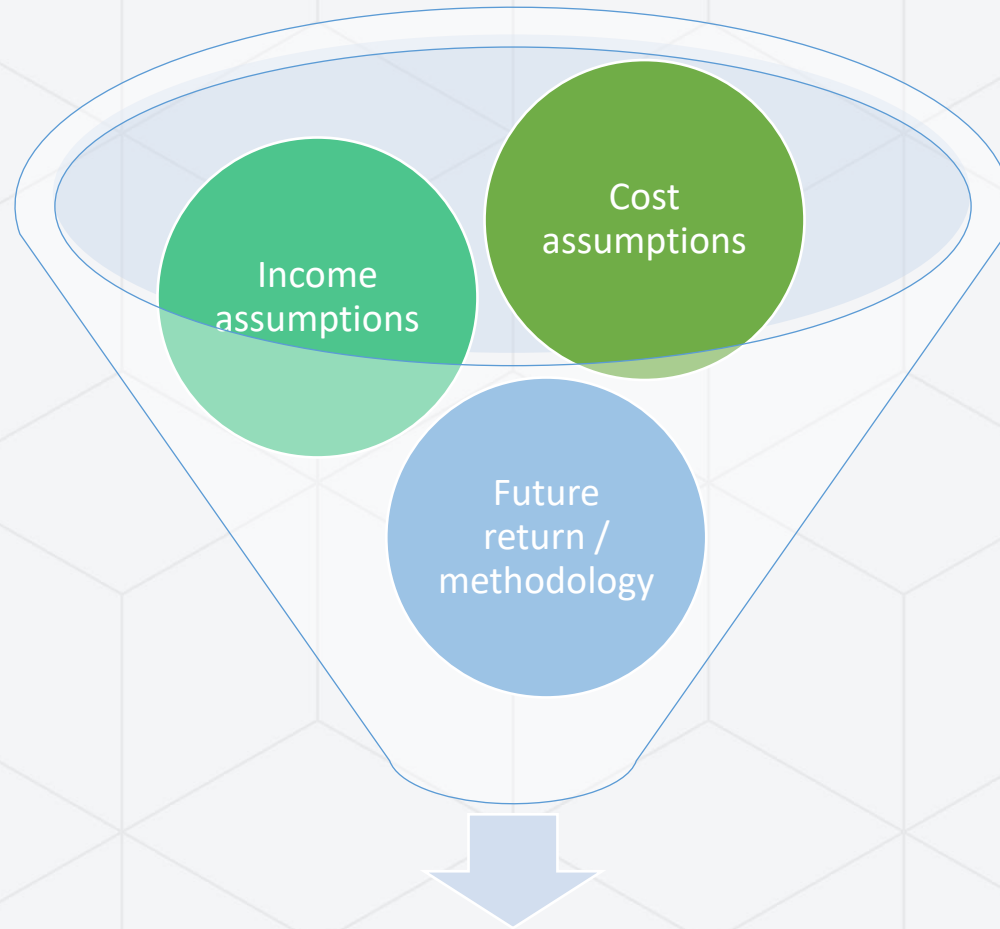 Cost
assumptions
Income
assumptions
Future
return /
methodology